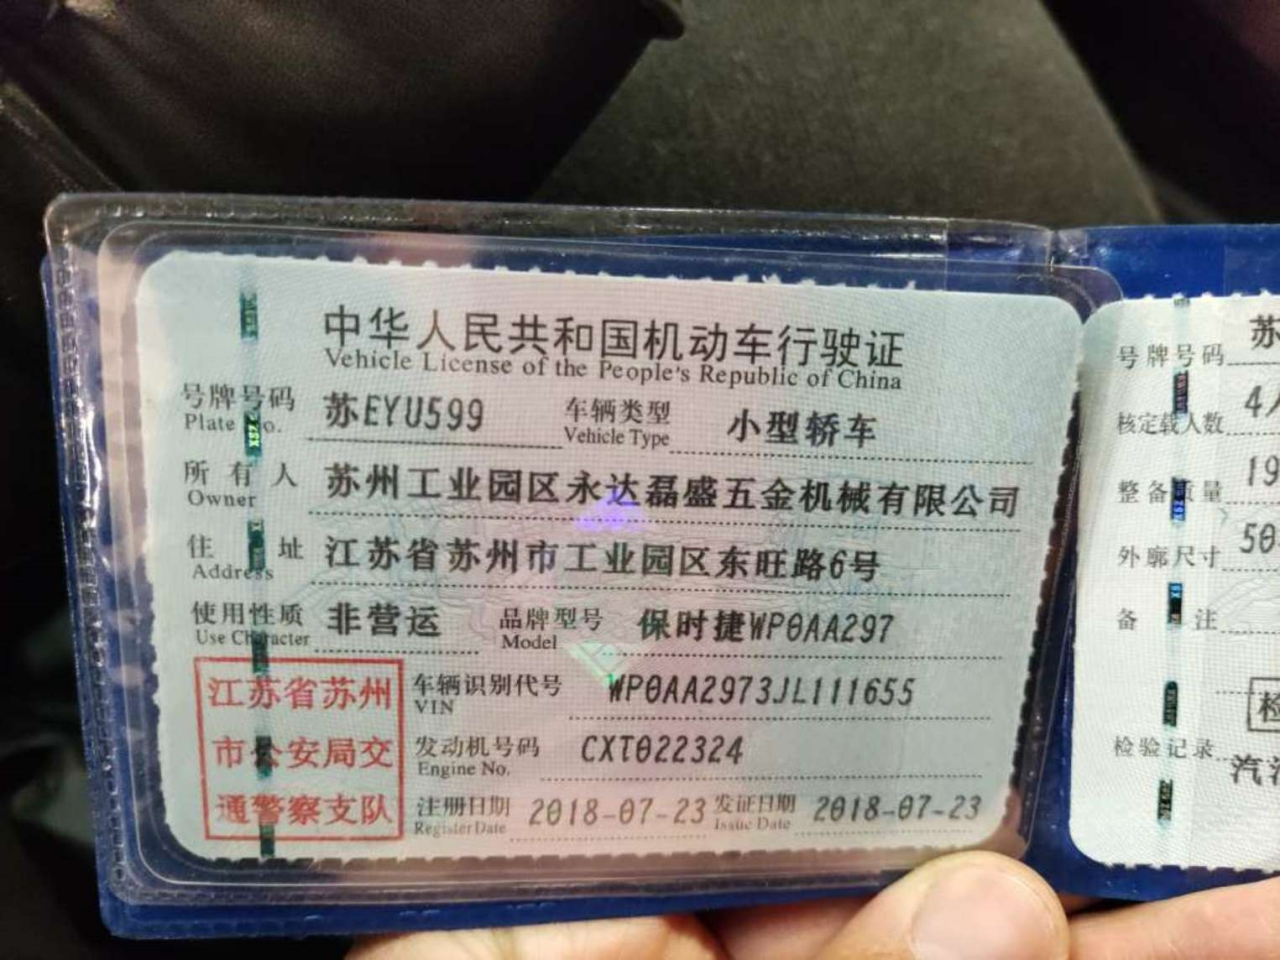 中华人民共和国机动车行驶证
Vehicle License of the People's Republic of China
号牌号码 苏EYU599 车辆类型 小型轿车
Plate No. Vehicle Type
所有人 苏州工业园区永达磊盛五金机械有限公司
Owner
住址 江苏省苏州市工业园区东旺路6号
Address
使用性质 非营运 品牌型号 保时捷WP0AA297
Use Character Model
江苏省苏州
市公安局交
通警察支队
车辆识别代号 WP0AA2973JL111655
VIN
发动机号码 CXT022324
Engine No.
注册日期 2018-07-23 发证日期 2018-07-23
Register Date Issue Date
号牌号码 苏
核定载人数 4
整备质量 19
外廓尺寸 50
备注
检
检验记录
汽